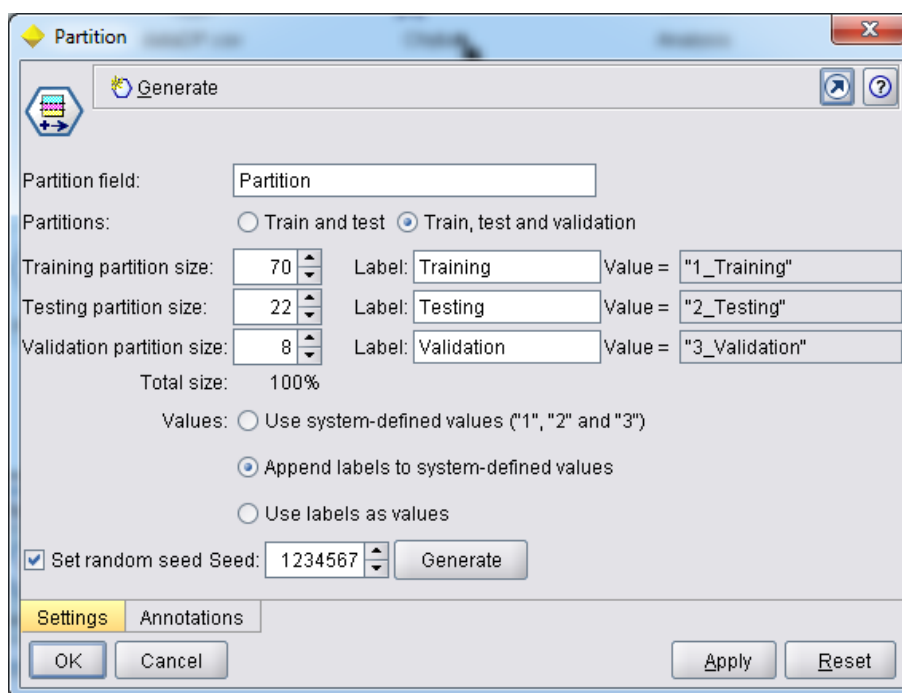 Partition
Generate
Partition field: Partition
Partitions: Train and test Train, test and validation
Training partition size: 70 Label: Training Value = "1_Training"
Testing partition size: 22 Label: Testing Value = "2_Testing"
Validation partition size: 8 Label: Validation Value = "3_Validation"
Total size: 100%
Values: Use system-defined values ("1", "2" and "3")
Append labels to system-defined values
Use labels as values
Set random seed Seed: 1234567 Generate
Settings Annotations
OK Cancel Apply Reset